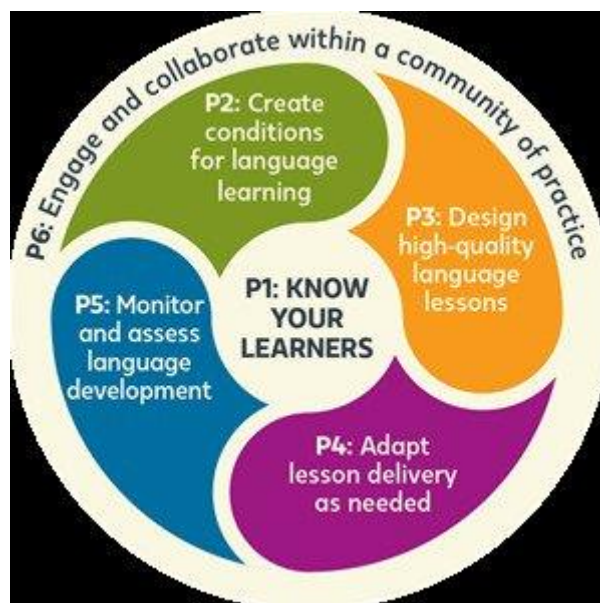 P6: Engage and collaborate within a community of practice
P2: Create
conditions
for language
learning
P3: Design
high-quality
language
lessons
P1: KNOW
YOUR
LEARNERS
P5: Monitor
and assess
language
development
P4: Adapt
lesson delivery
as needed